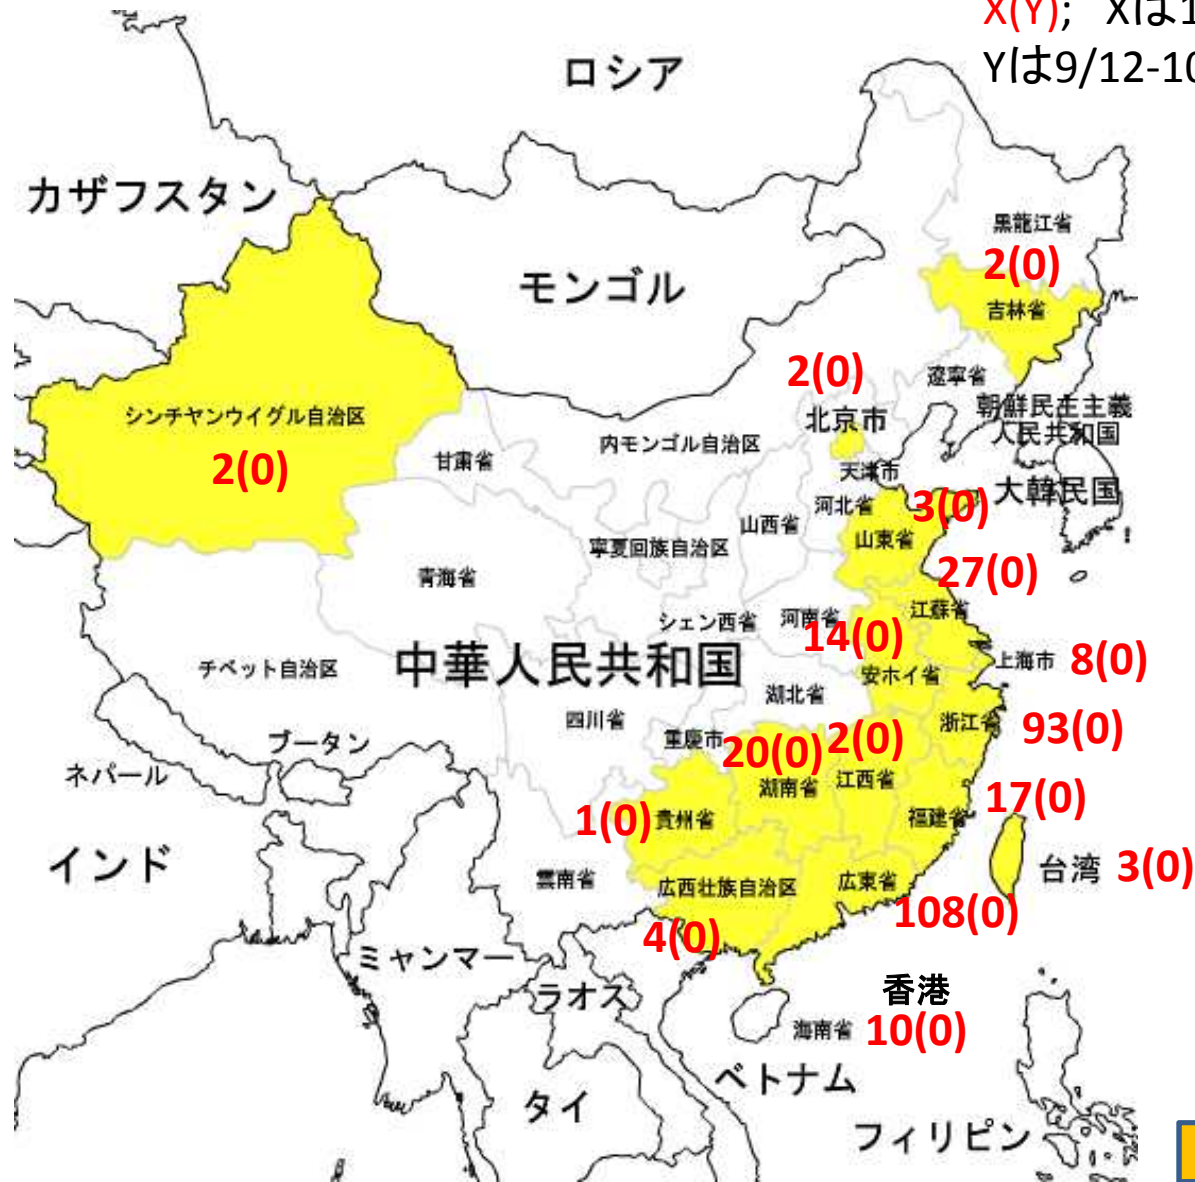 X(Y); Xは1
Yは9/12-10
ロシア
カザフスタン
モンゴル
黒龍江省
2(0)
吉林省
2(0)
遼寧省
北京市
朝鮮民主主義
人民共和国
シンチヤンウイグル自治区
2(0)
内モンゴル自治区
甘粛省
天津市
大韓民国
河北省
3(0)
山西省
山東省
寧夏回族自治区
27(0)
青海省
江蘇省
シェン西省
河南省
14(0)
中華人民共和国
チベット自治区
安ホイ省
上海市 8(0)
湖北省
四川省
浙江省 93(0)
重慶市
20(0)
2(0)
ブータン
ネパール
湖南省
江西省
17(0)
1(0)
貴州省
福建省
インド
台湾 3(0)
雲南省
広西壮族自治区
広東省
108(0)
4(0)
ミャンマー
ラオス
香港
海南省 10(0)
ベトナム
タイ
フィリピン